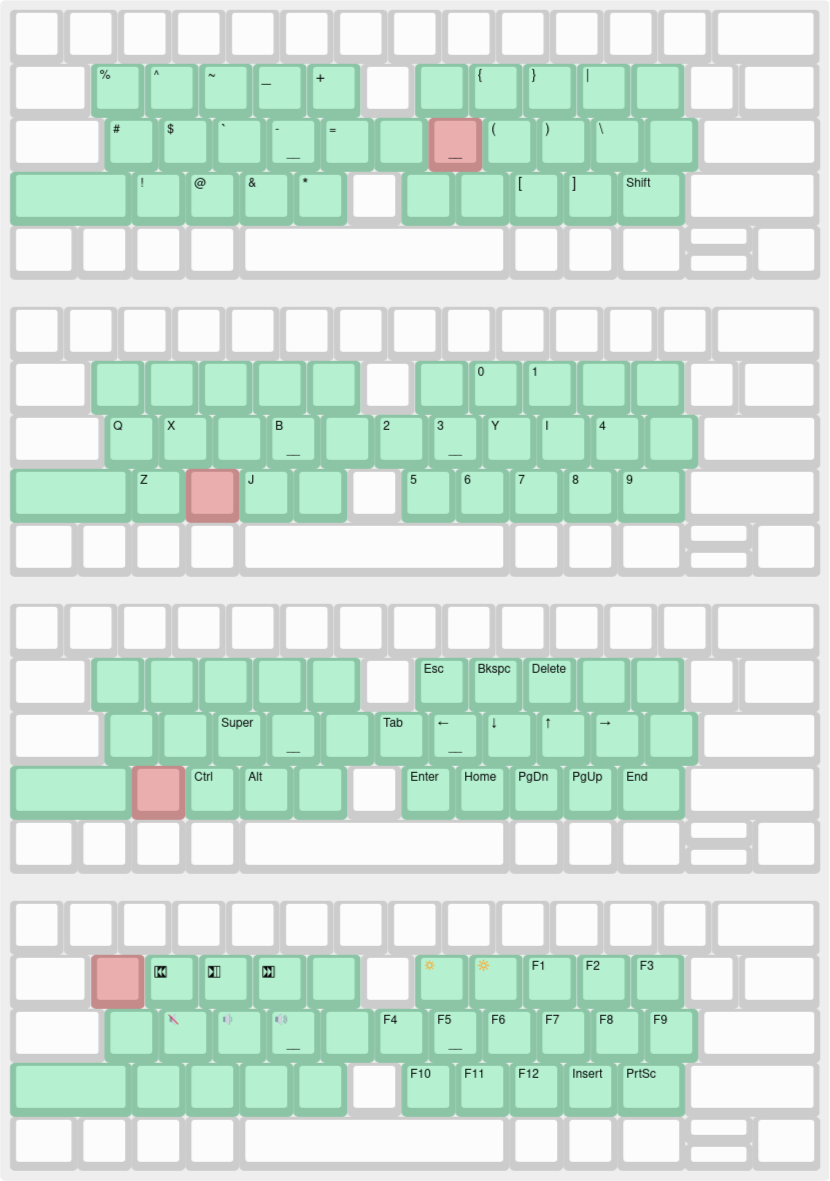 % ^ ~ _ + { } |
# $ ` - = ( ) \
! @ & * [ ] Shift
0 1
Q X B 2 3 Y I 4
Z J 5 6 7 8 9
Esc Bkspc Delete
Super Tab ← ↓ ↑ →
Ctrl Alt Enter Home PgDn PgUp End
F1 F2 F3
F4 F5 F6 F7 F8 F9
F10 F11 F12 Insert PrtSc